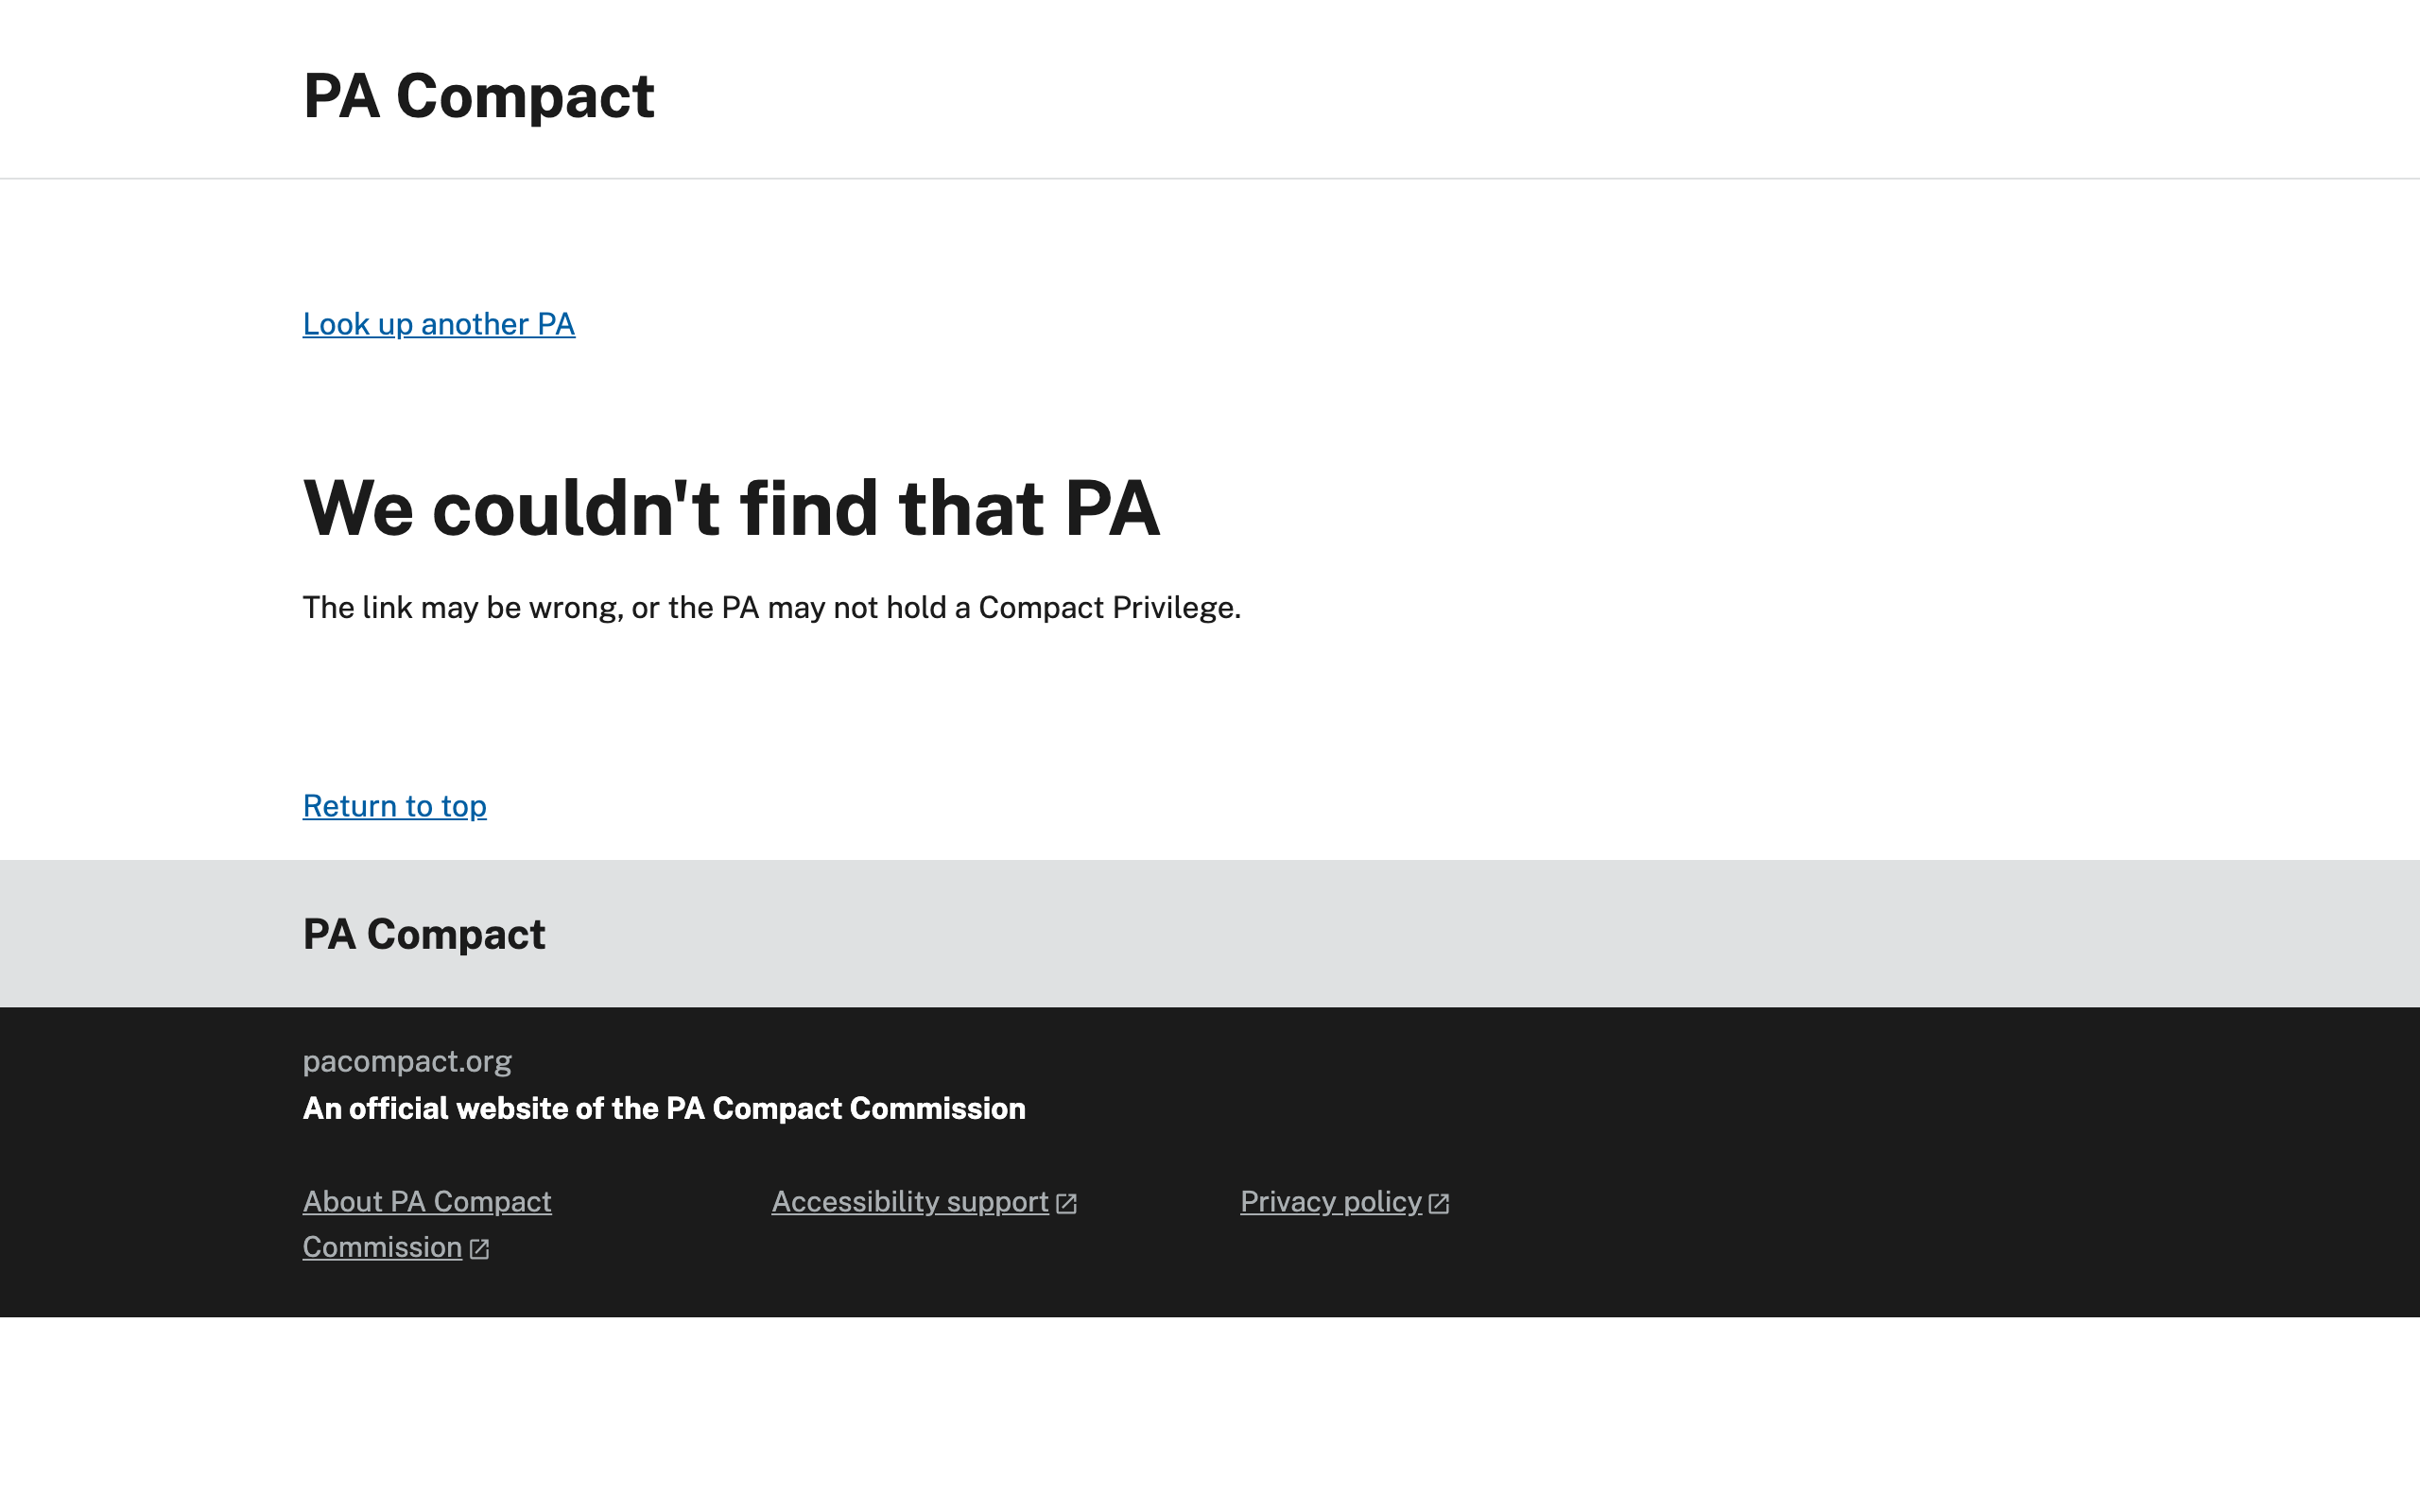 PA Compact
Look up another PA
We couldn't find that PA
The link may be wrong, or the PA may not hold a Compact Privilege.
Return to top
PA Compact
pacompact.org
An official website of the PA Compact Commission
About PA Compact
Commission
Accessibility support
Privacy policy